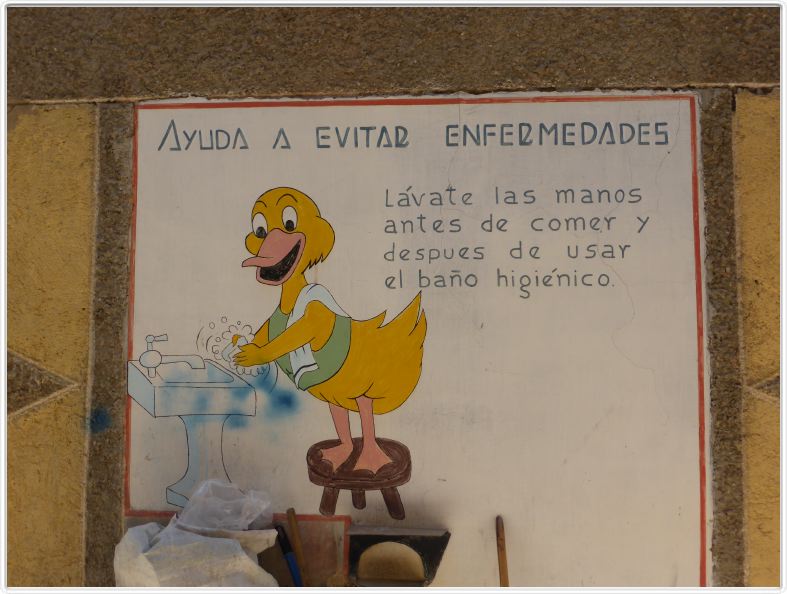 AYUDA A EVITAR ENFERMEDADES
Lávate las manos
antes de comer y
despues de usar
el baño higiénico.